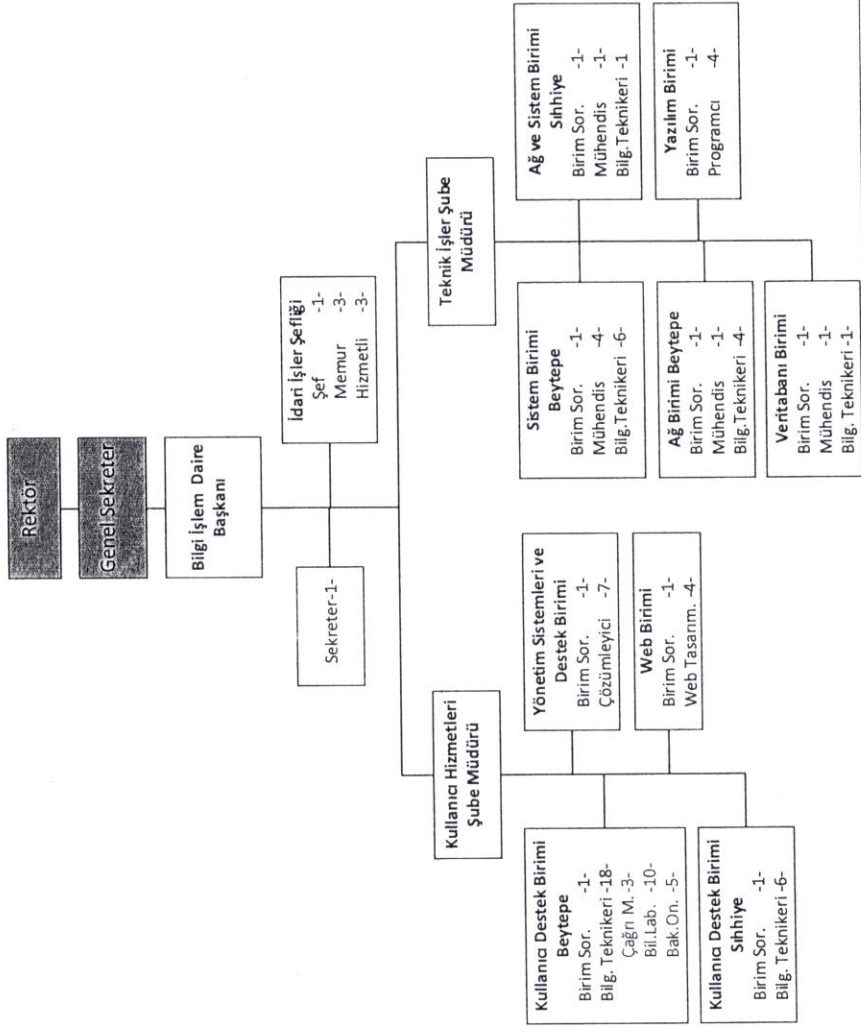 Rektör
Genel Sekreter
Bilgi İşlem Daire
Başkanı
Sekreter-1-
İdari İşler Şefliği
Şef -1-
Memur -3-
Hizmetli -3-
Kullanıcı Hizmetleri
Şube Müdürü
Teknik İşler Şube
Müdürü
Kullanıcı Destek Birimi
Beytepe
Birim Sor. -1-
Bilg. Teknikeri -18-
Çağrı M. -3-
Bil.Lab. -10-
Bak.On. -5-
Yönetim Sistemleri ve
Destek Birimi
Birim Sor. -1-
Çözümleyici -7-
Kullanıcı Destek Birimi
Sıhhiye
Birim Sor. -1-
Bilg. Teknikeri -6-
Web Birimi
Birim Sor. -1-
Web Tasarım. -4-
Sistem Birimi
Beytepe
Birim Sor. -1-
Mühendis -4-
Bilg.Teknikeri -6-
Ağ ve Sistem Birimi
Sıhhiye
Birim Sor. -1-
Mühendis -1-
Bilg.Teknikeri -1
Ağ Birimi Beytepe
Birim Sor. -1-
Mühendis -1-
Bilg.Teknikeri -4-
Yazılım Birimi
Birim Sor. -1-
Programcı -4-
Veritabanı Birimi
Birim Sor. -1-
Mühendis -1-
Bilg. Teknikeri -1-